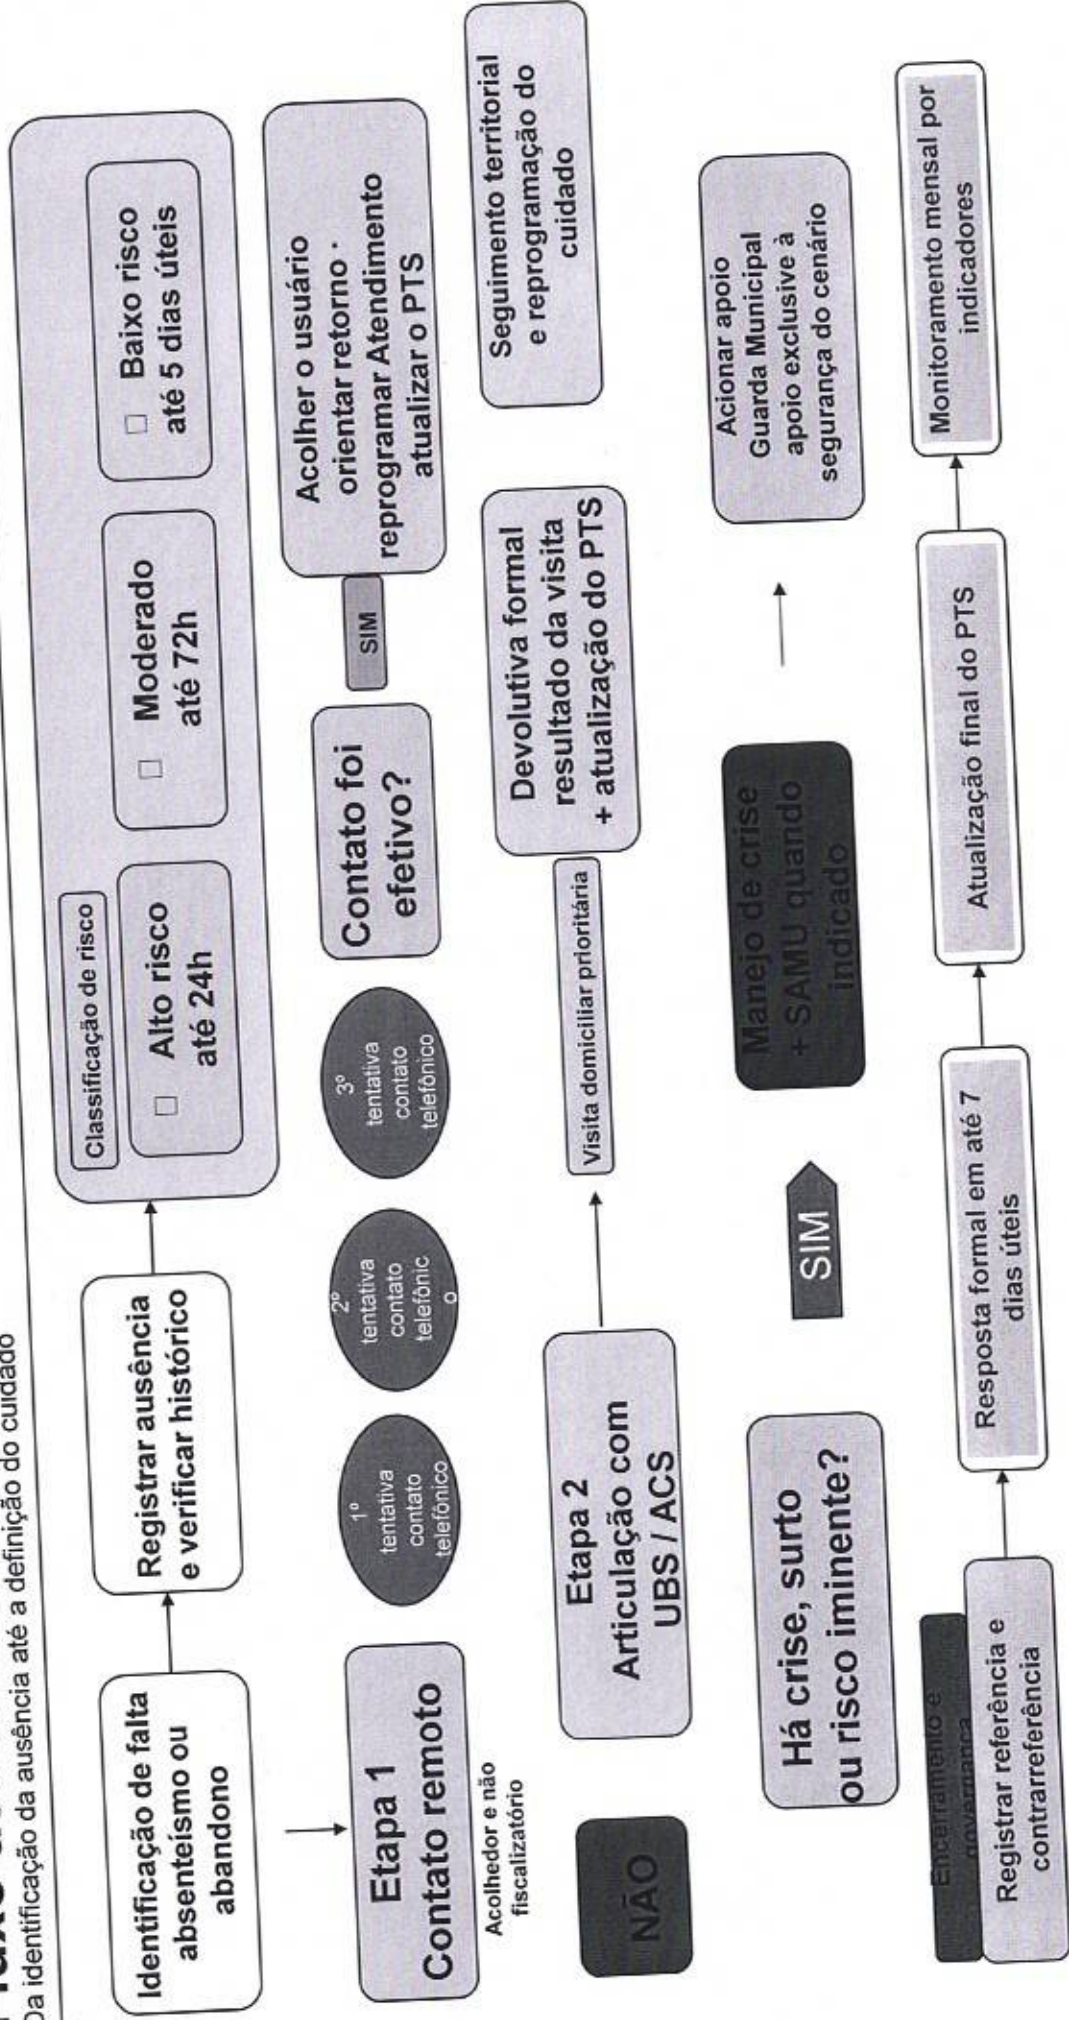 Da identificação da ausência até a definição do cuidado
Identificação de falta
absenteísmo ou
abandono
Registrar ausência
e verificar histórico
Classificação de risco
☐ Alto risco
até 24h
☐ Moderado
até 72h
☐ Baixo risco
até 5 dias úteis
Etapa 1
Contato remoto
Acolhedor e não
fiscalizatório
1º
tentativa
contato
telefônico
2º
tentativa
contato
telefônic
o
3º
tentativa
contato
telefônico
Contato foi
efetivo?
SIM
Acolher o usuário
orientar retorno ·
reprogramar Atendimento
atualizar o PTS
NÃO
Etapa 2
Articulação com
UBS / ACS
Visita domiciliar prioritária
Devolutiva formal
resultado da visita
+ atualização do PTS
Seguimento territorial
e reprogramação do
cuidado
Há crise, surto
ou risco iminente?
SIM
Manejo de crise
+ SAMU quando
indicado
Acionar apoio
Guarda Municipal
apoio exclusive à
segurança do cenário
Encerramento e
governança
Registrar referência e
contrarreferência
Resposta formal em até 7
dias úteis
Atualização final do PTS
Monitoramento mensal por
indicadores